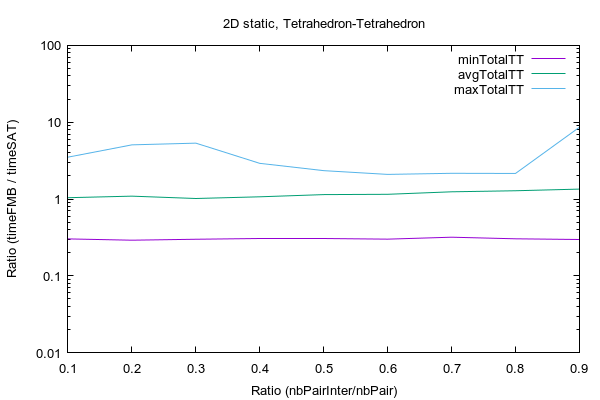 2D static, Tetrahedron-Tetrahedron
100
10
1
0.1
0.01
Ratio (timeFMB / timeSAT)
minTotalTT
avgTotalTT
maxTotalTT
0.1 0.2 0.3 0.4 0.5 0.6 0.7 0.8 0.9
Ratio (nbPairInter/nbPair)